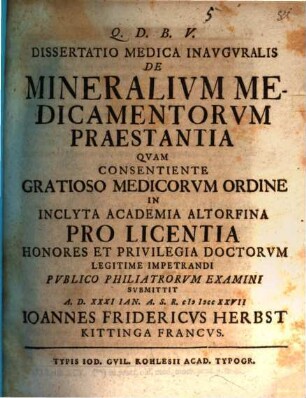 5
Q. D. B. V.
DISSERTATIO MEDICA INAVGVRALIS
DE
MINERALIVM ME-
DICAMENTORVM
PRAESTANTIA
QVAM
CONSENTIENTE
GRATIOSO MEDICORVM ORDINE
IN
INCLYTA ACADEMIA ALTORFINA
PRO LICENTIA
HONORES ET PRIVILEGIA DOCTORVM
LEGITIME IMPETRANDI
PVBLICO PHILIATRORVM EXAMINI
SVBMITTIT
A. D. XXXI IAN. A. S. R. cIɔ Iɔcc XXVII
IOANNES FRIDERICVS HERBST
KITTINGA FRANCVS.
TYPIS IOD. GVIL. KOHLESII ACAD. TYPOGR.